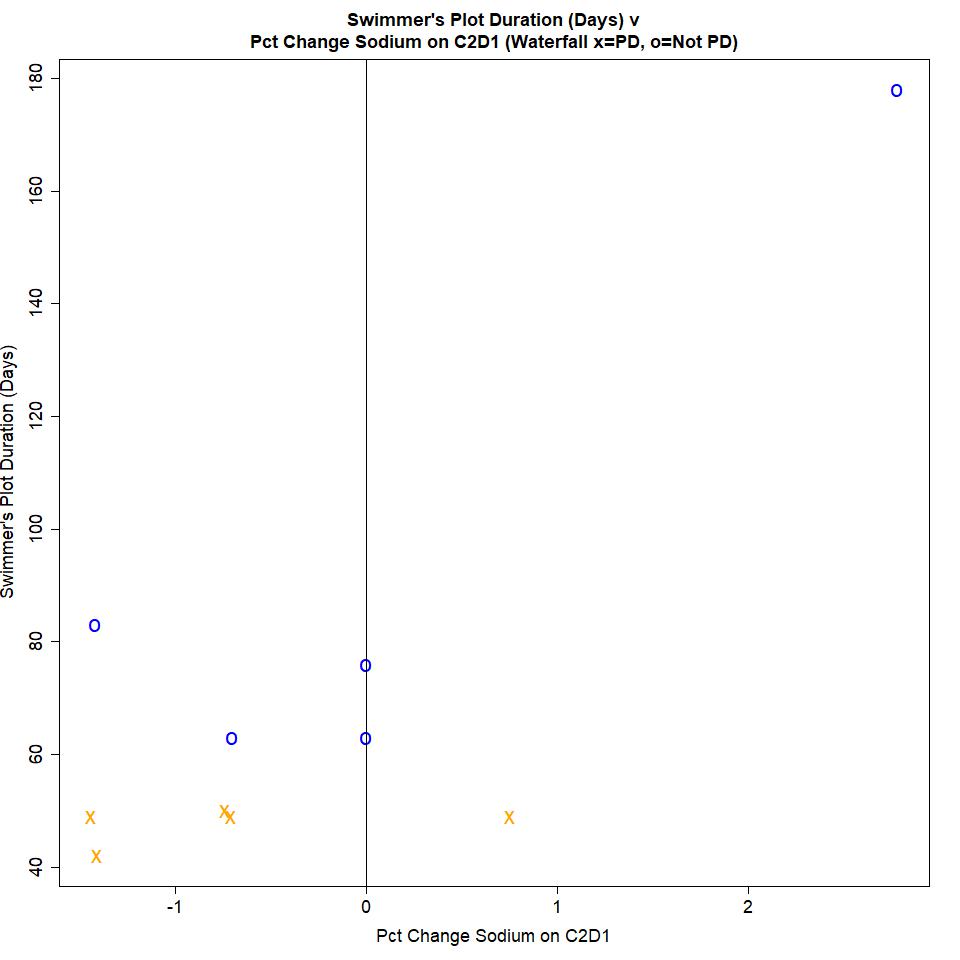 Swimmer's Plot Duration (Days) v
Pct Change Sodium on C2D1 (Waterfall x=PD, o=Not PD)
Swimmer's Plot Duration (Days)
180
160
140
120
100
80
60
40
O
O
O
O
O
X
X
X
X
X
-1
0
1
2
Pct Change Sodium on C2D1